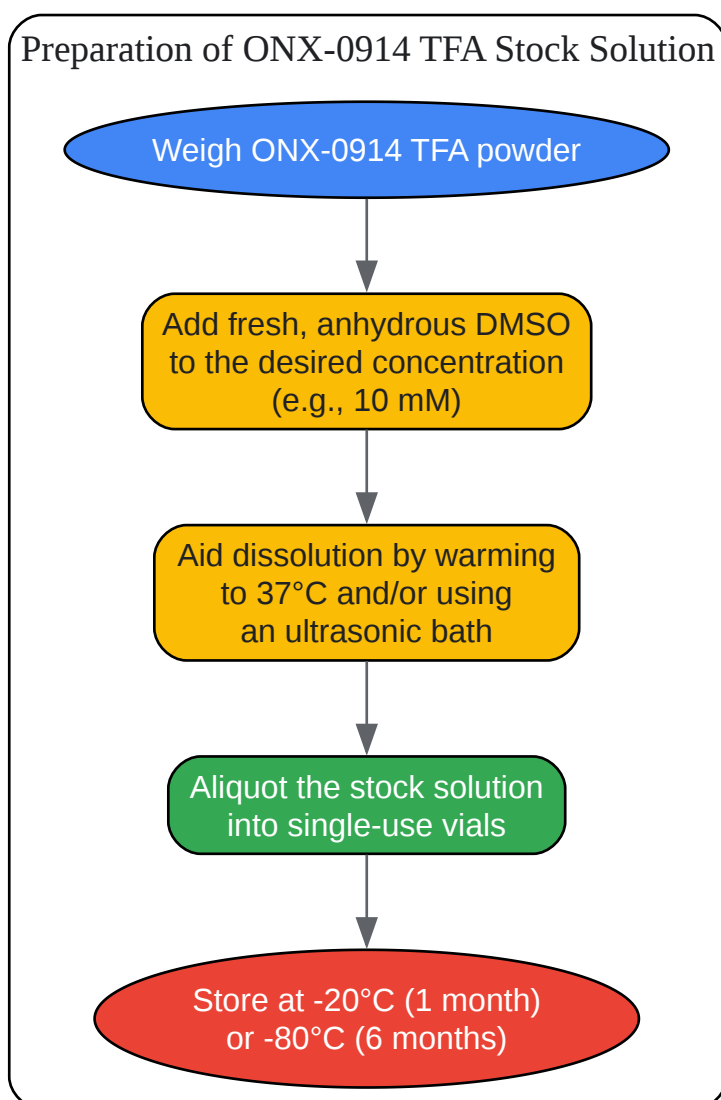 Preparation of ONX-0914 TFA Stock Solution
Weigh ONX-0914 TFA powder
Add fresh, anhydrous DMSO
to the desired concentration
(e.g., 10 mM)
Aid dissolution by warming
to 37°C and/or using
an ultrasonic bath
Aliquot the stock solution
into single-use vials
Store at -20°C (1 month)
or -80°C (6 months)